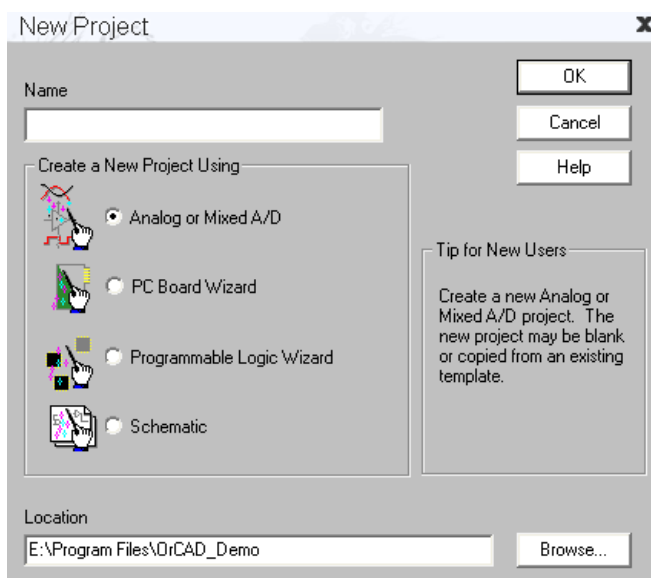 New Project
Name
OK
Cancel
Help
Create a New Project Using
Analog or Mixed A/D
PC Board Wizard
Programmable Logic Wizard
Schematic
Tip for New Users
Create a new Analog or
Mixed A/D project. The
new project may be blank
or copied from an existing
template.
Location
E:\Program Files\OrCAD_Demo
Browse...